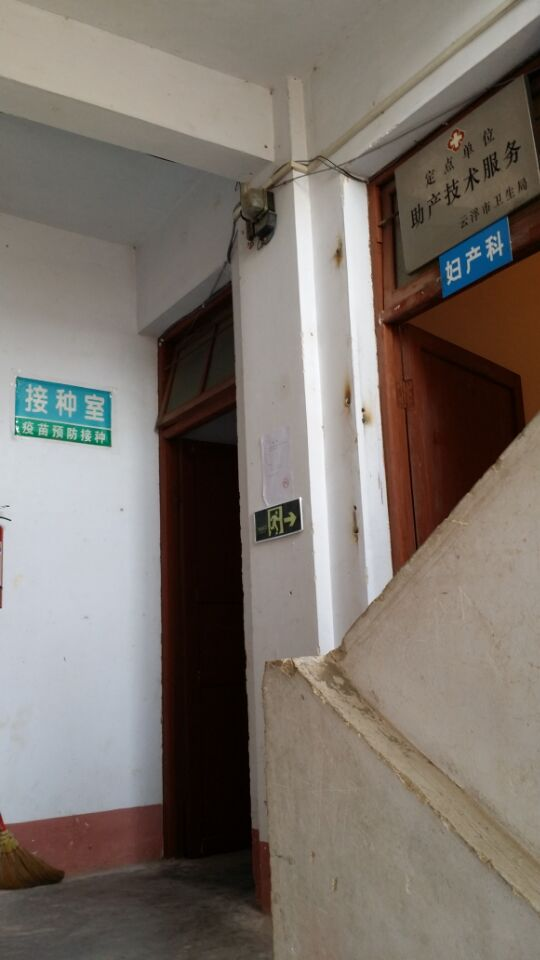 接种室
疫苗预防接种
定点单位
助产技术服务
云浮市卫生局
妇产科